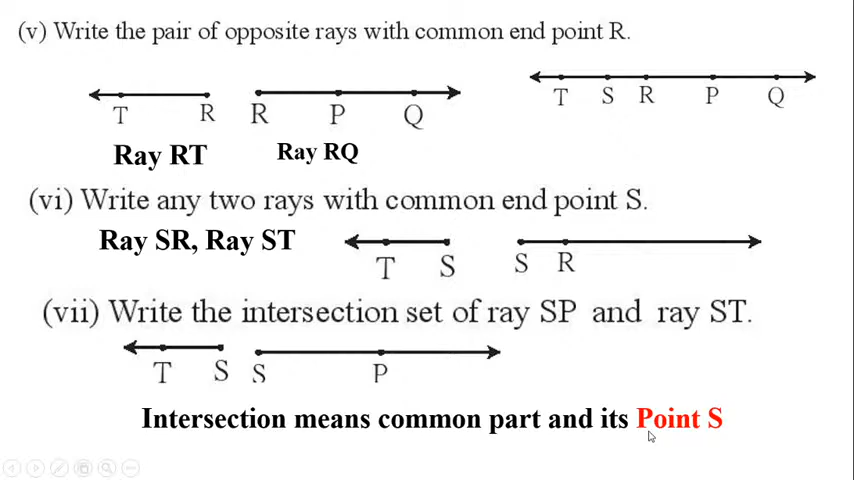 (v) Write the pair of opposite rays with common end point R.
T R R P Q T S R P Q
Ray RT Ray RQ
(vi) Write any two rays with common end point S.
Ray SR, Ray ST
T S S R
(vii) Write the intersection set of ray SP and ray ST.
T S S P
Intersection means common part and its Point S